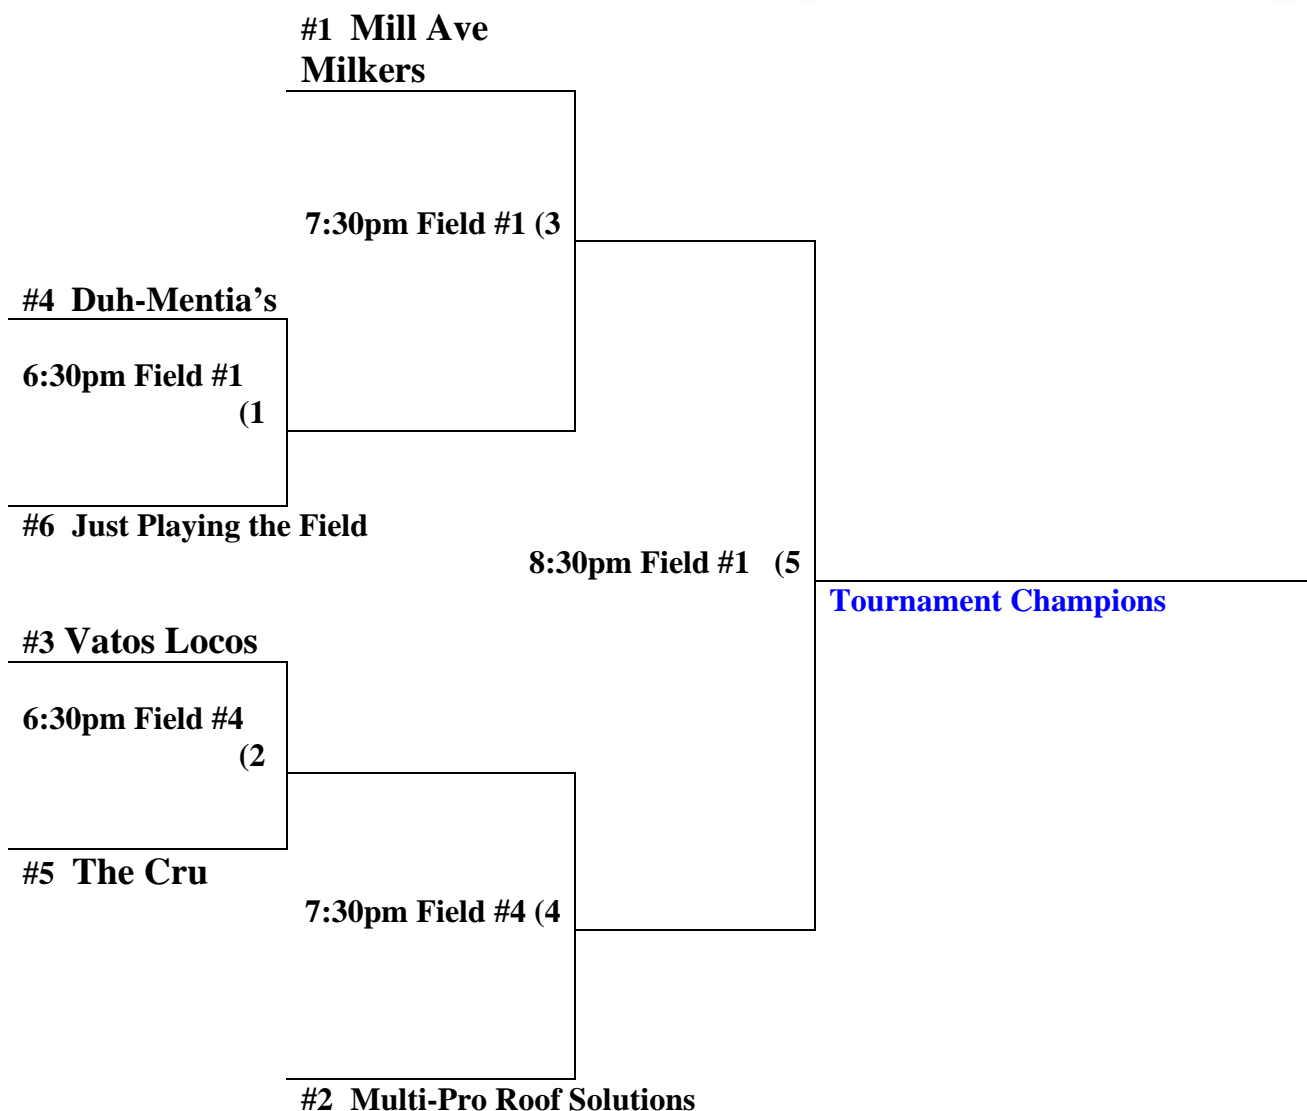 #1  Mill Ave
Milkers
7:30pm Field #1 (3
#4  Duh-Mentia’s
6:30pm Field #1
(1
#6  Just Playing the Field
8:30pm Field #1   (5
Tournament Champions
#3 Vatos Locos
6:30pm Field #4
(2
#5  The Cru
7:30pm Field #4 (4
#2  Multi-Pro Roof Solutions